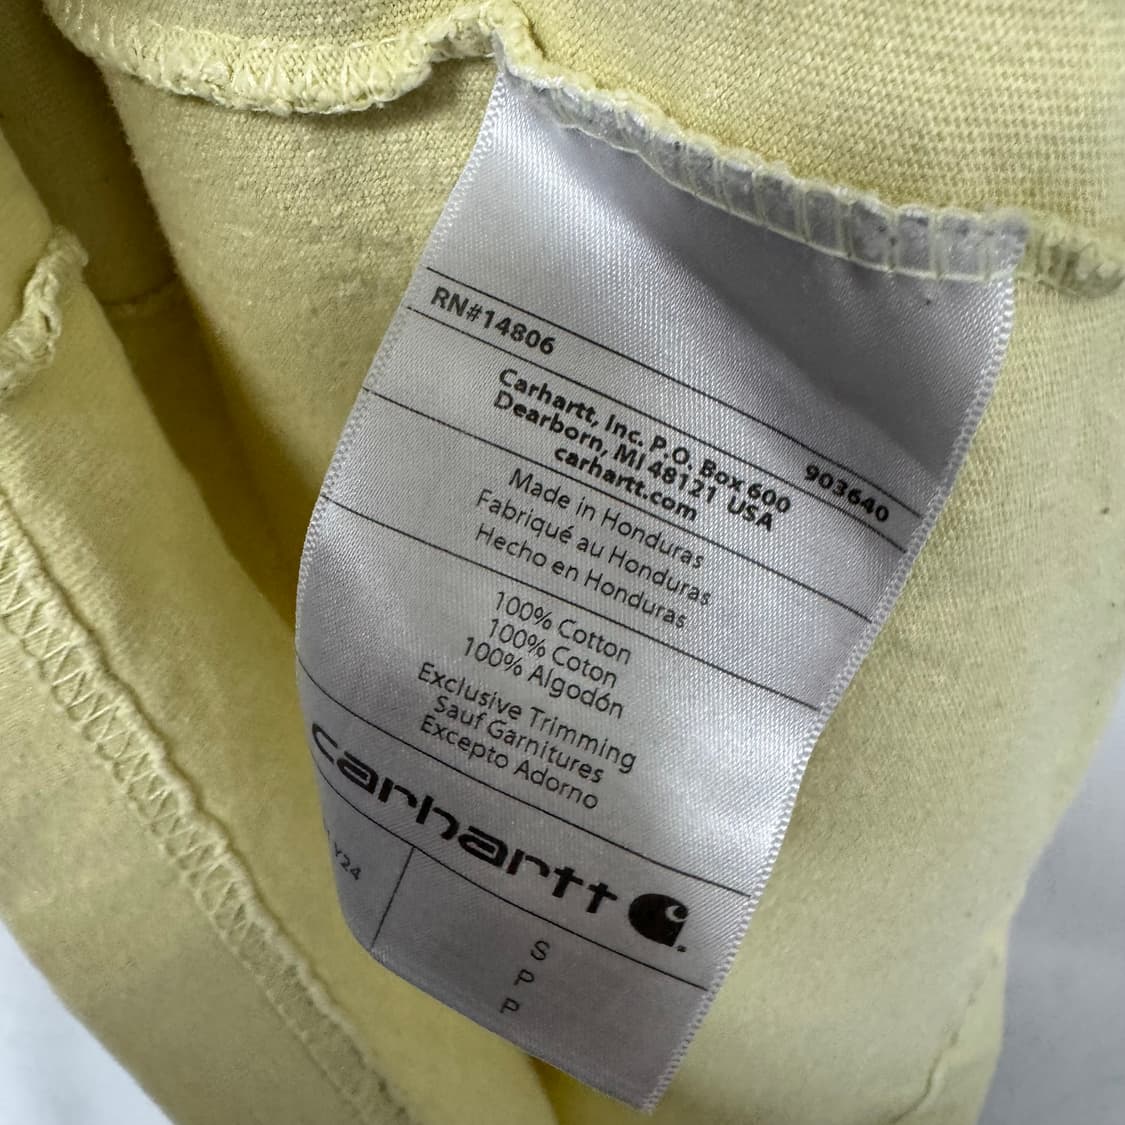 RN#14806 903640
Carhartt, Inc. P.O. Box 600
Dearborn, MI 48121 USA
carhartt.com
Made in Honduras
Fabriqué au Honduras
Hecho en Honduras
100% Cotton
100% Coton
100% Algodón
Exclusive Trimming
Sauf Garnitures
Excepto Adorno
carhartt
Y24
S
P
P